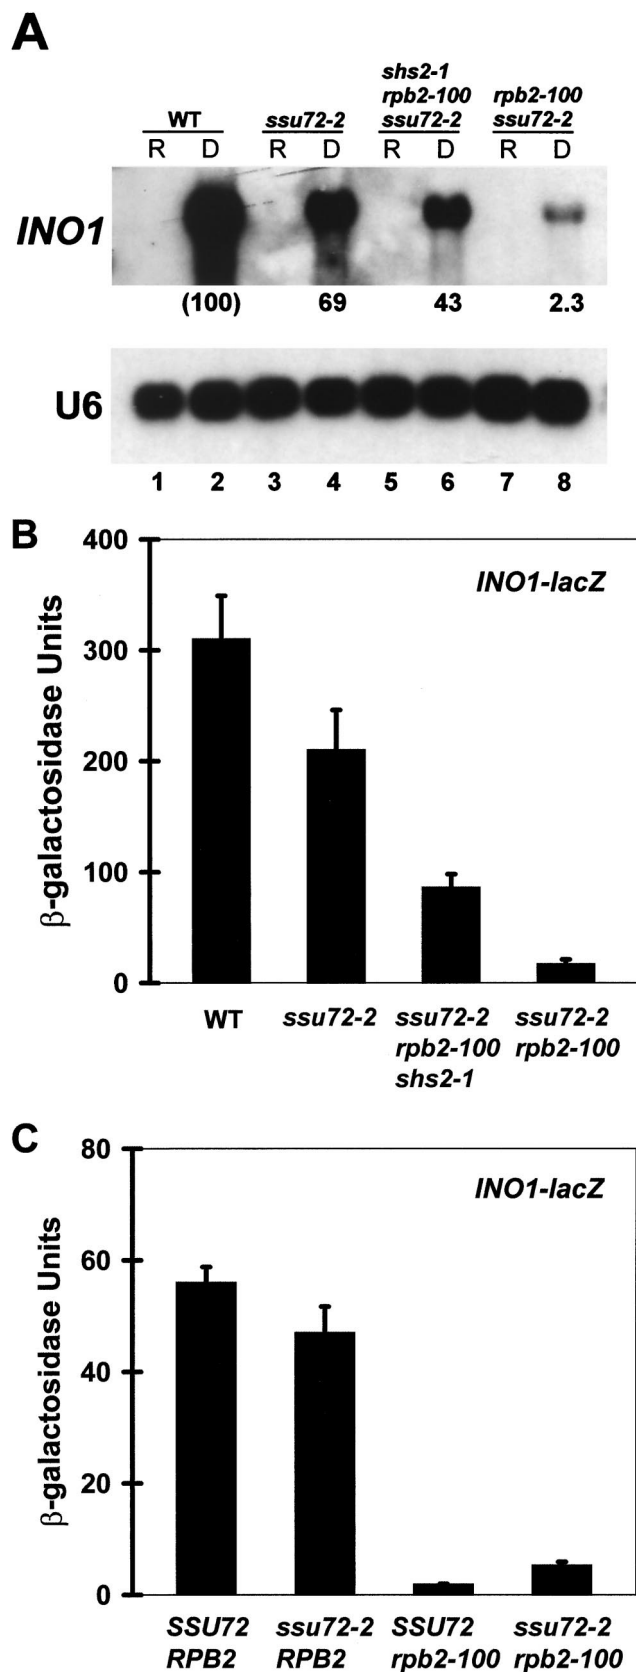 A
shs2-1
rpb2-100 rpb2-100
WT ssu72-2 ssu72-2 ssu72-2
R D R D R D R D
INO1
(100) 69 43 2.3
U6
1 2 3 4 5 6 7 8
B
400
INO1-lacZ
300
200
100
0
β-galactosidase Units
WT ssu72-2 ssu72-2 ssu72-2
rpb2-100 rpb2-100
shs2-1
C
80
INO1-lacZ
60
40
20
0
β-galactosidase Units
SSU72 ssu72-2 SSU72 ssu72-2
RPB2 RPB2 rpb2-100 rpb2-100